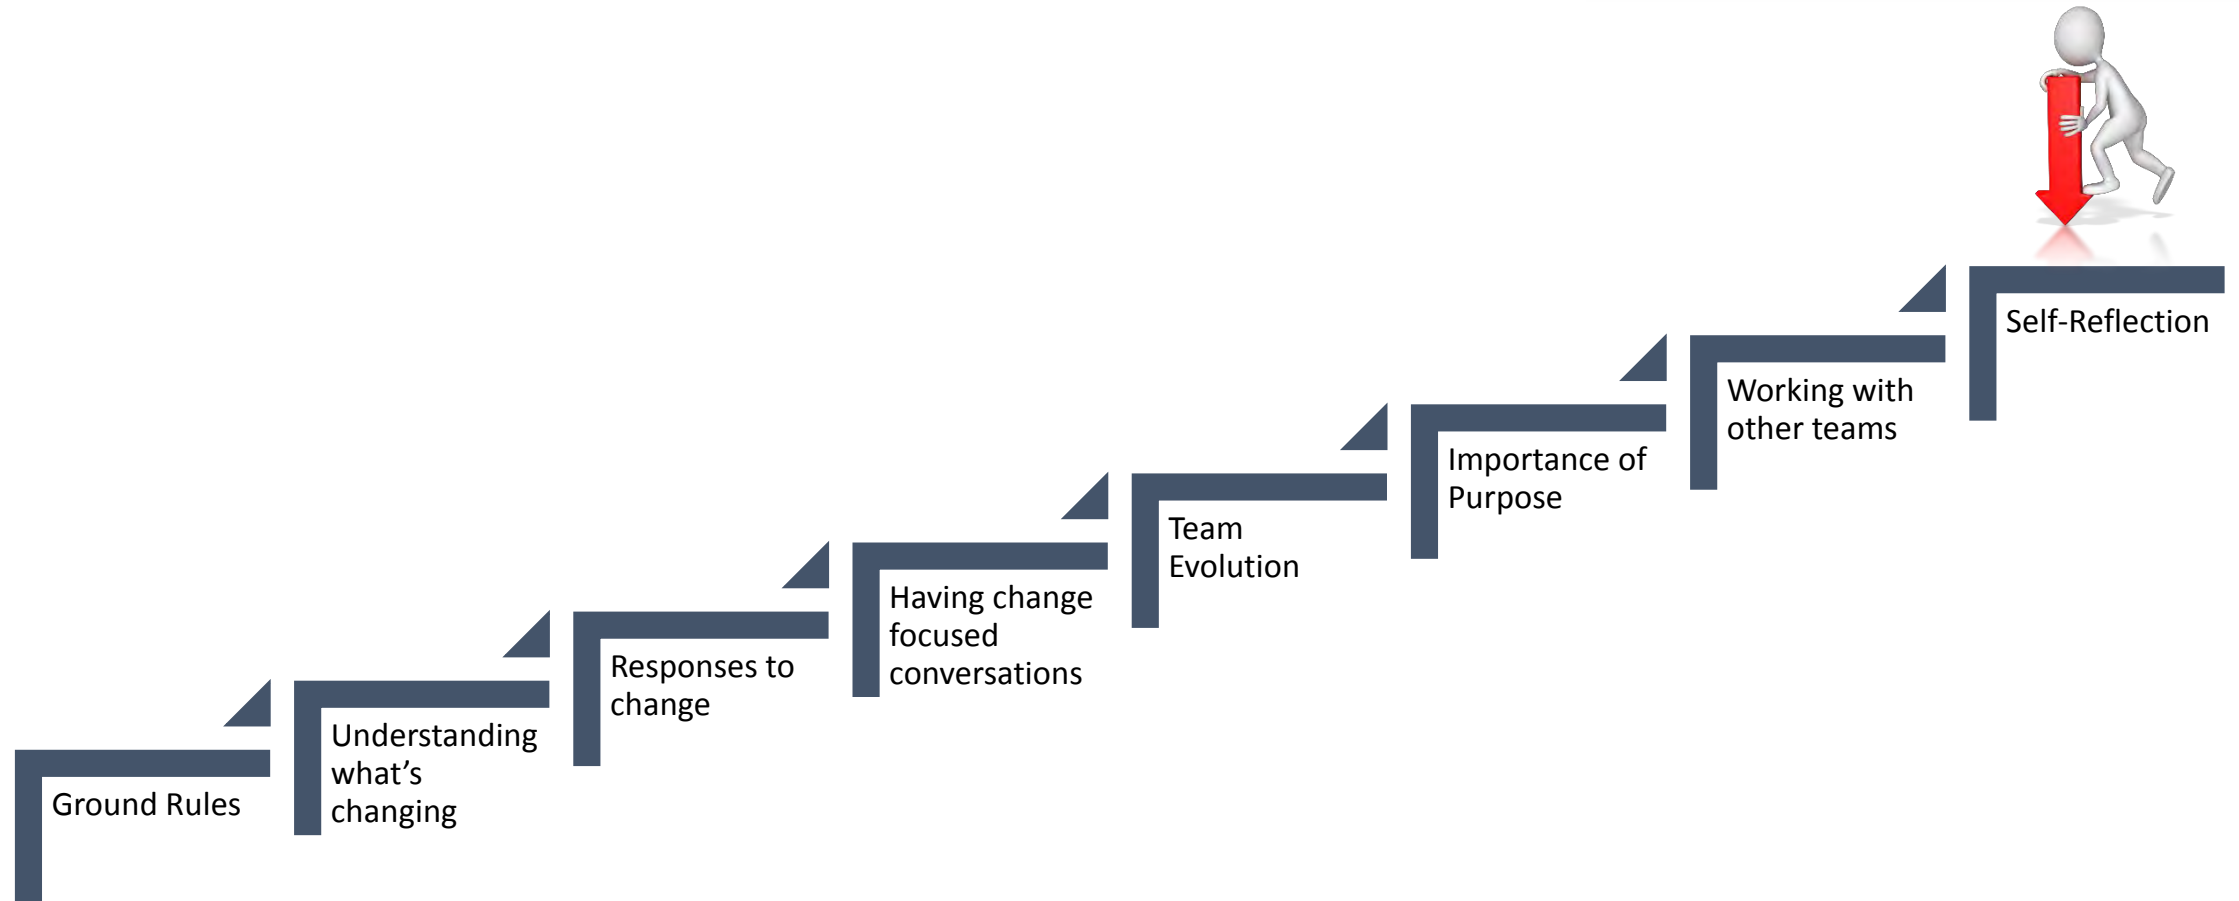 Ground Rules
Understanding
what’s
changing
Responses to
change
Having change
focused
conversations
Team
Evolution
Importance of
Purpose
Working with
other teams
Self-Reflection